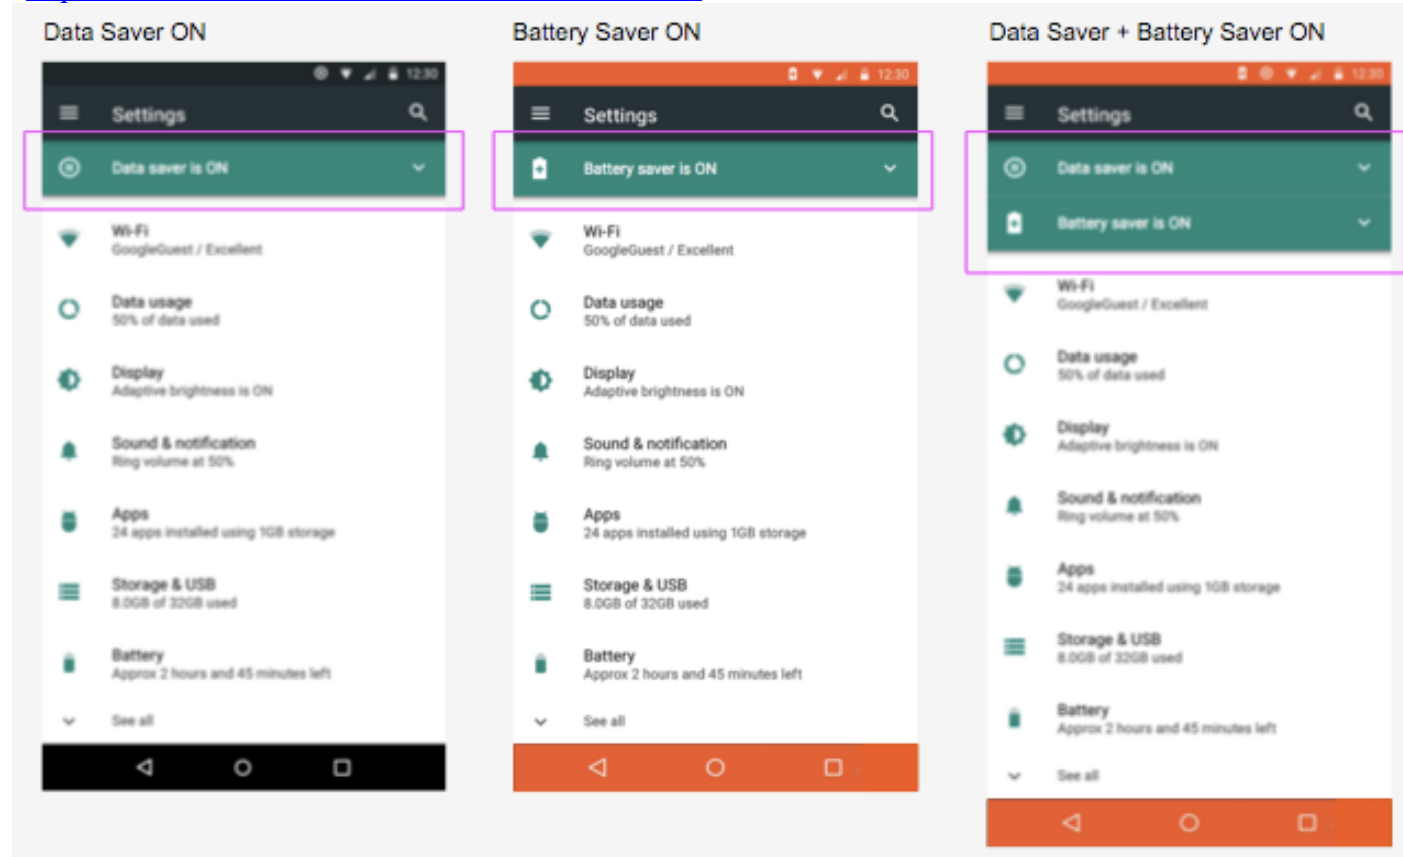 Data Saver ON
12:30
Settings
Data saver is ON
Wi-Fi
GoogleGuest / Excellent
Data usage
50% of data used
Display
Adaptive brightness is ON
Sound & notification
Ring volume at 50%
Apps
24 apps installed using 1GB storage
Storage & USB
8.0GB of 32GB used
Battery
Approx 2 hours and 45 minutes left
See all
Battery Saver ON
12:30
Settings
Battery saver is ON
Wi-Fi
GoogleGuest / Excellent
Data usage
50% of data used
Display
Adaptive brightness is ON
Sound & notification
Ring volume at 50%
Apps
24 apps installed using 1GB storage
Storage & USB
8.0GB of 32GB used
Battery
Approx 2 hours and 45 minutes left
See all
Data Saver + Battery Saver ON
12:30
Settings
Data saver is ON
Battery saver is ON
Wi-Fi
GoogleGuest / Excellent
Data usage
50% of data used
Display
Adaptive brightness is ON
Sound & notification
Ring volume at 50%
Apps
24 apps installed using 1GB storage
Storage & USB
8.0GB of 32GB used
Battery
Approx 2 hours and 45 minutes left
See all